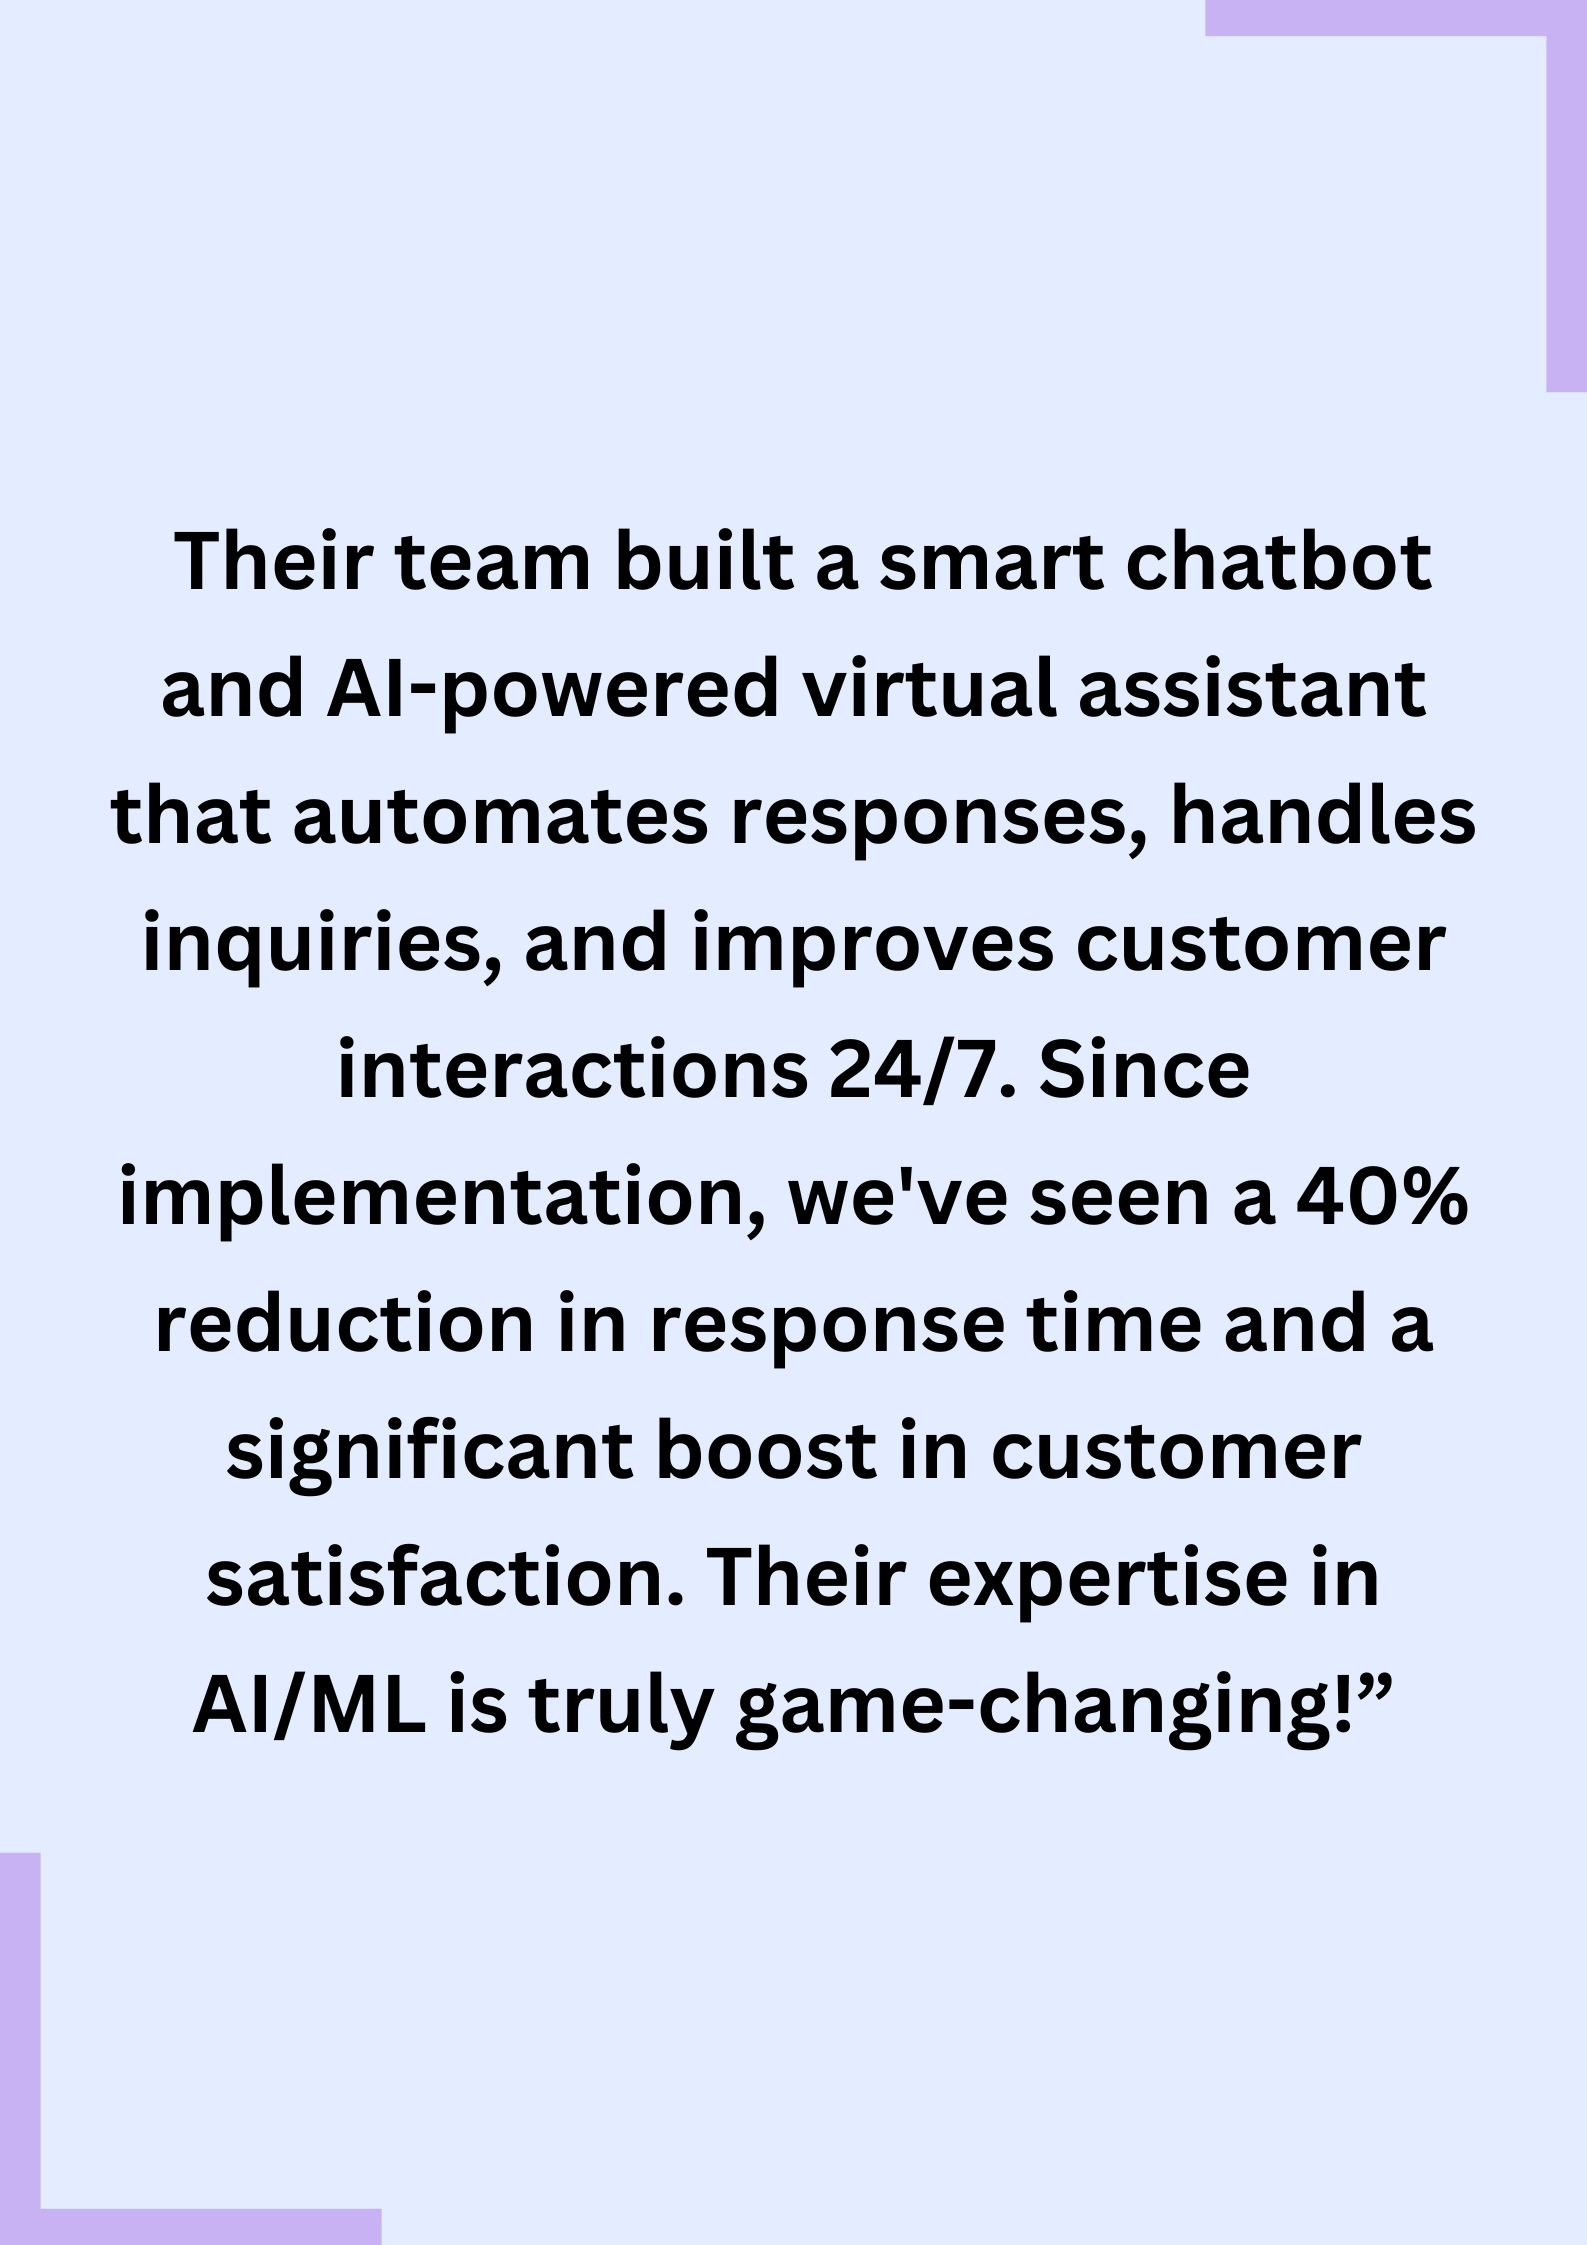 Their team built a smart chatbot
and AI-powered virtual assistant
that automates responses, handles
inquiries, and improves customer
interactions 24/7. Since
implementation, we've seen a 40%
reduction in response time and a
significant boost in customer
satisfaction. Their expertise in
AI/ML is truly game-changing!”